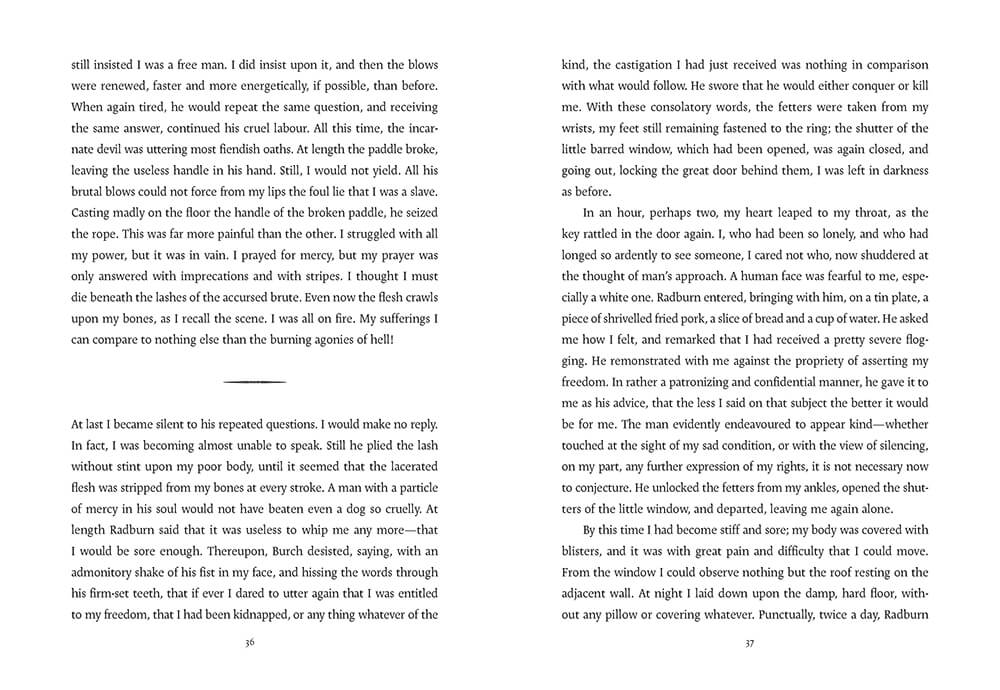 still insisted I was a free man. I did insist upon it, and then the blows
were renewed, faster and more energetically, if possible, than before.
When again tired, he would repeat the same question, and receiving
the same answer, continued his cruel labour. All this time, the incar-
nate devil was uttering most fiendish oaths. At length the paddle broke,
leaving the useless handle in his hand. Still, I would not yield. All his
brutal blows could not force from my lips the foul lie that I was a slave.
Casting madly on the floor the handle of the broken paddle, he seized
the rope. This was far more painful than the other. I struggled with all
my power, but it was in vain. I prayed for mercy, but my prayer was
only answered with imprecations and with stripes. I thought I must
die beneath the lashes of the accursed brute. Even now the flesh crawls
upon my bones, as I recall the scene. I was all on fire. My sufferings I
can compare to nothing else than the burning agonies of hell!
At last I became silent to his repeated questions. I would make no reply.
In fact, I was becoming almost unable to speak. Still he plied the lash
without stint upon my poor body, until it seemed that the lacerated
flesh was stripped from my bones at every stroke. A man with a particle
of mercy in his soul would not have beaten even a dog so cruelly. At
length Radburn said that it was useless to whip me any more—that
I would be sore enough. Thereupon, Burch desisted, saying, with an
admonitory shake of his fist in my face, and hissing the words through
his firm-set teeth, that if ever I dared to utter again that I was entitled
to my freedom, that I had been kidnapped, or any thing whatever of the
36
kind, the castigation I had just received was nothing in comparison
with what would follow. He swore that he would either conquer or kill
me. With these consolatory words, the fetters were taken from my
wrists, my feet still remaining fastened to the ring; the shutter of the
little barred window, which had been opened, was again closed, and
going out, locking the great door behind them, I was left in darkness
as before.
In an hour, perhaps two, my heart leaped to my throat, as the
key rattled in the door again. I, who had been so lonely, and who had
longed so ardently to see someone, I cared not who, now shuddered at
the thought of man's approach. A human face was fearful to me, espe-
cially a white one. Radburn entered, bringing with him, on a tin plate, a
piece of shrivelled fried pork, a slice of bread and a cup of water. He asked
me how I felt, and remarked that I had received a pretty severe flog-
ging. He remonstrated with me against the propriety of asserting my
freedom. In rather a patronizing and confidential manner, he gave it to
me as his advice, that the less I said on that subject the better it would
be for me. The man evidently endeavoured to appear kind—whether
touched at the sight of my sad condition, or with the view of silencing,
on my part, any further expression of my rights, it is not necessary now
to conjecture. He unlocked the fetters from my ankles, opened the shut-
ters of the little window, and departed, leaving me again alone.
By this time I had become stiff and sore; my body was covered with
blisters, and it was with great pain and difficulty that I could move.
From the window I could observe nothing but the roof resting on the
adjacent wall. At night I laid down upon the damp, hard floor, with-
out any pillow or covering whatever. Punctually, twice a day, Radburn
37